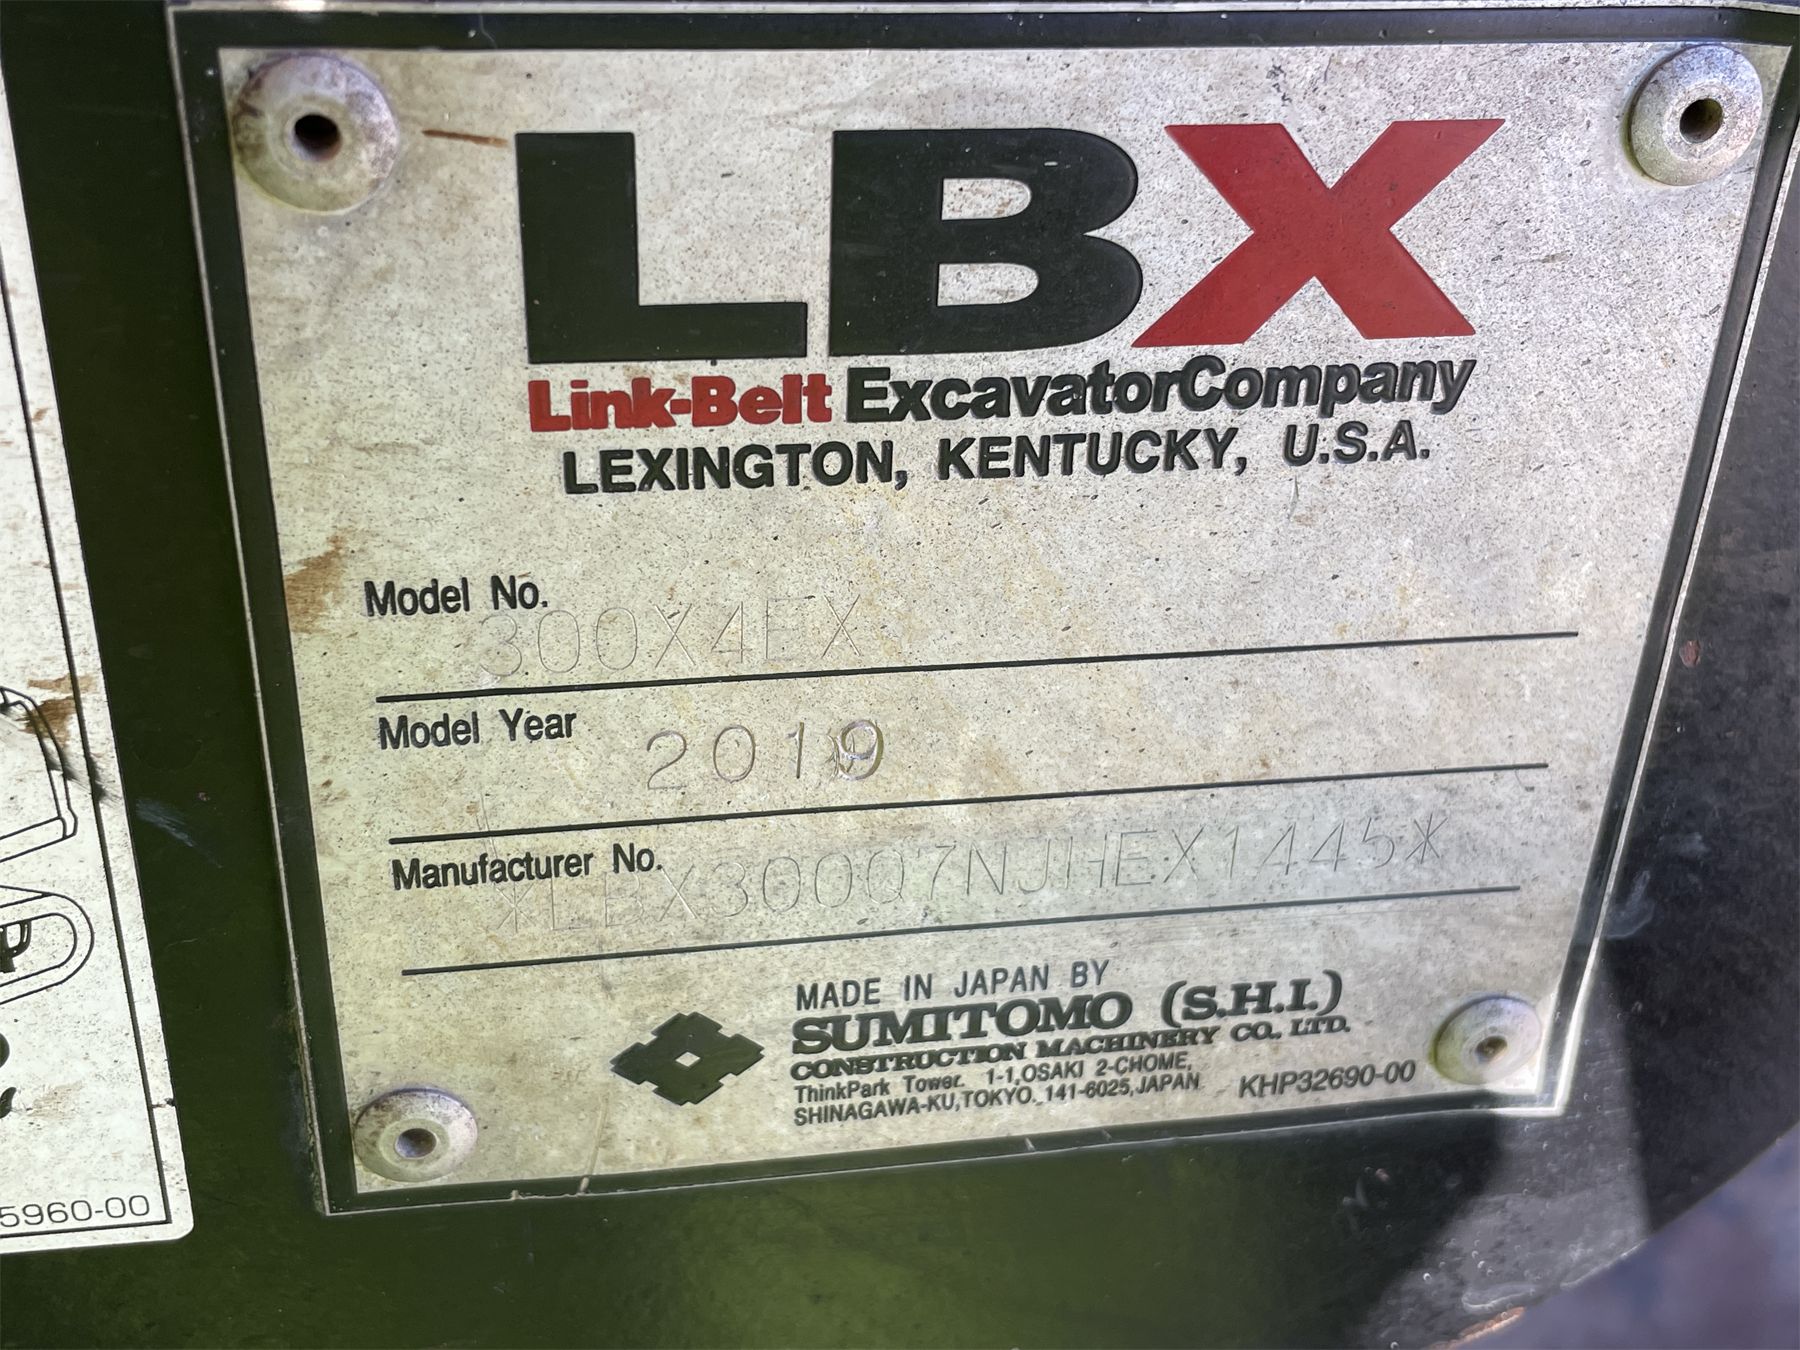 LBX
Link-Belt ExcavatorCompany
LEXINGTON, KENTUCKY, U.S.A.
Model No.
300X4EX
Model Year
2019
Manufacturer No.
*LBX300Q7NJHEX1445*
MADE IN JAPAN BY
SUMITOMO (S.H.I.)
CONSTRUCTION MACHINERY CO., LTD.
ThinkPark Tower. 1-1,OSAKI 2-CHOME,
SHINAGAWA-KU,TOKYO. 141-6025,JAPAN
KHP32690-00
5960-00